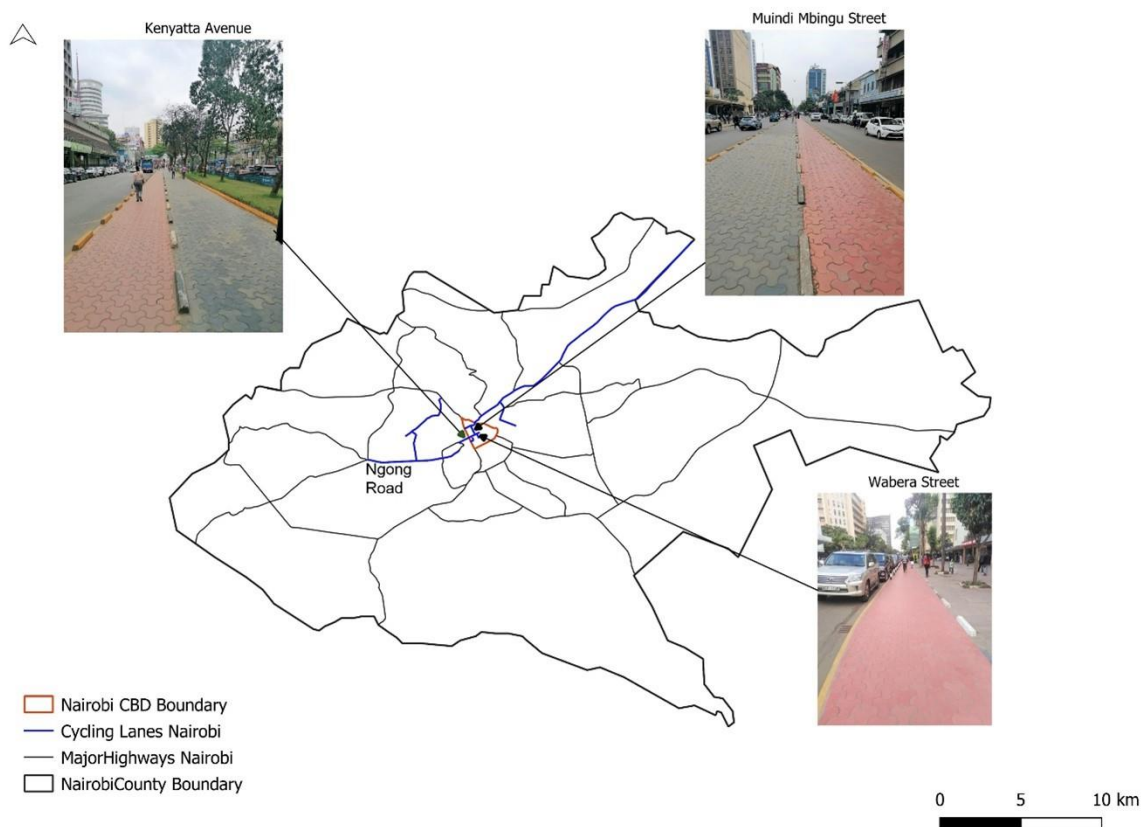 Kenyatta Avenue
Muindi Mbingu Street
Ngong
Road
Wabera Street
Nairobi CBD Boundary
Cycling Lanes Nairobi
MajorHighways Nairobi
NairobiCounty Boundary
0 5 10 km